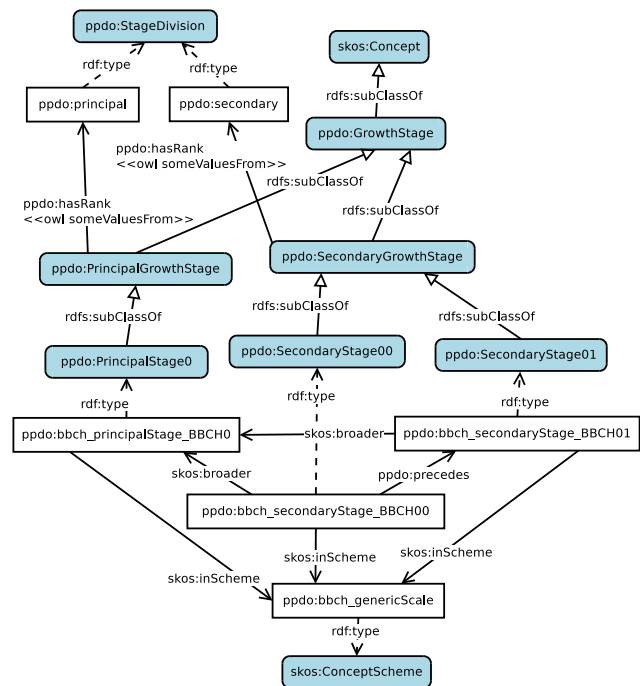 ppdo:StageDivision
skos:Concept
rdf:type
rdf:type
rdfs:subClassOf
ppdo:principal
ppdo:secondary
ppdo:GrowthStage
ppdo:hasRank
<<owl someValuesFrom>>
rdfs:subClassOf
ppdo:hasRank
<<owl someValuesFrom>>
rdfs:subClassOf
ppdo:PrincipalGrowthStage
ppdo:SecondaryGrowthStage
rdfs:subClassOf
rdfs:subClassOf
rdfs:subClassOf
ppdo:PrincipalStage0
ppdo:SecondaryStage00
ppdo:SecondaryStage01
rdf:type
rdf:type
rdf:type
ppdo:bbch_principalStage_BBCH0
skos:broader
ppdo:bbch_secondaryStage_BBCH01
skos:broader
ppdo:precedes
ppdo:bbch_secondaryStage_BBCH00
skos:inScheme
skos:inScheme
skos:inScheme
ppdo:bbch_genericScale
rdf:type
skos:ConceptScheme